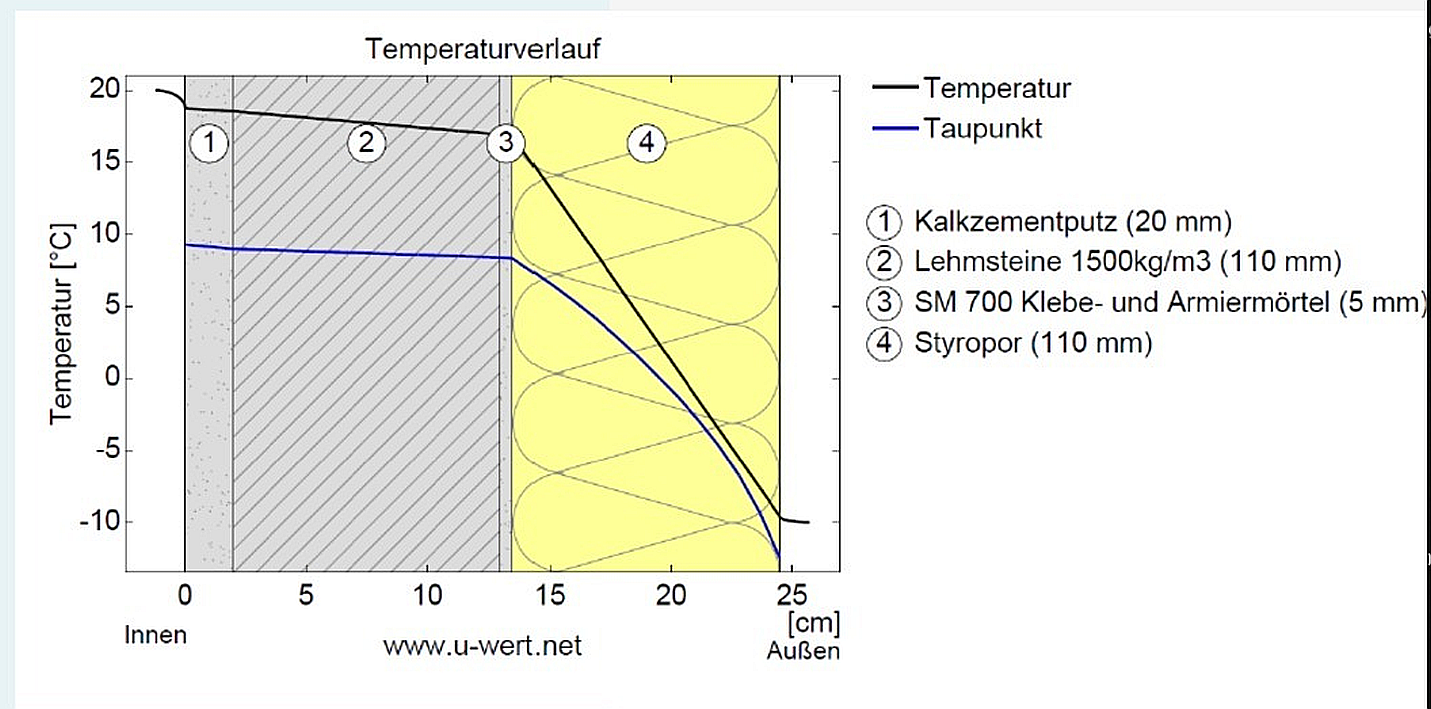 Temperaturverlauf
Temperatur [°C]
20
15
10
5
0
-5
-10
1
2
3
4
0
5
10
15
20
25
[cm]
Innen
www.u-wert.net
Außen
Temperatur
Taupunkt
1 Kalkzementputz (20 mm)
2 Lehmsteine 1500kg/m3 (110 mm)
3 SM 700 Klebe- und Armiermörtel (5 mm)
4 Styropor (110 mm)